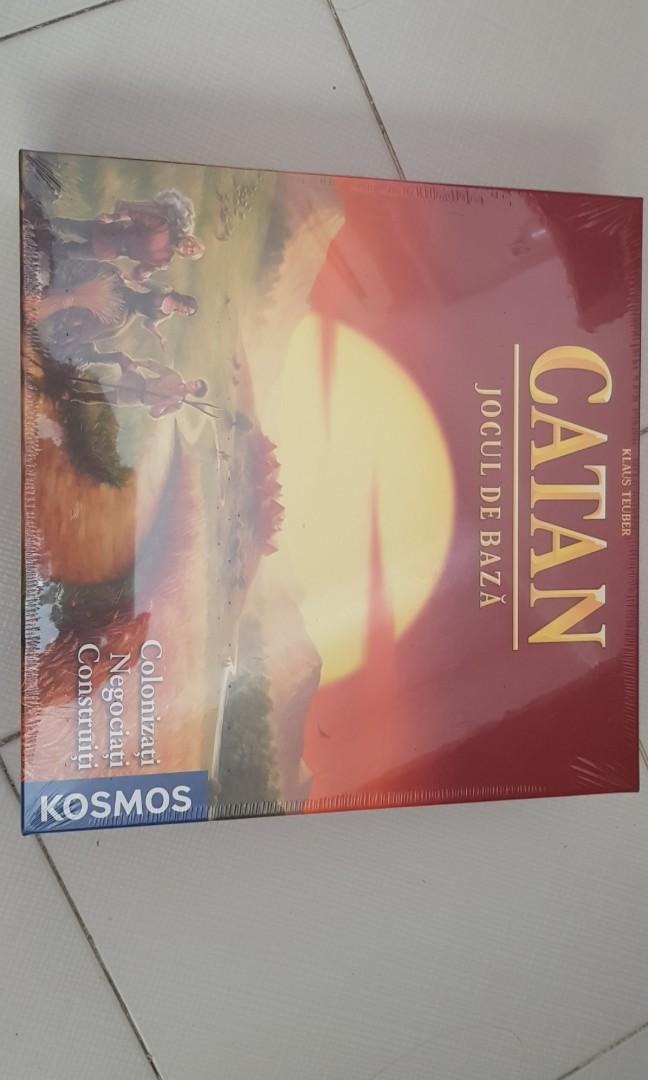 KLAUS TEUBER
CATAN
JOCUL DE BAZĂ
Colonizați
Negociați
Construiți
KOSMOS